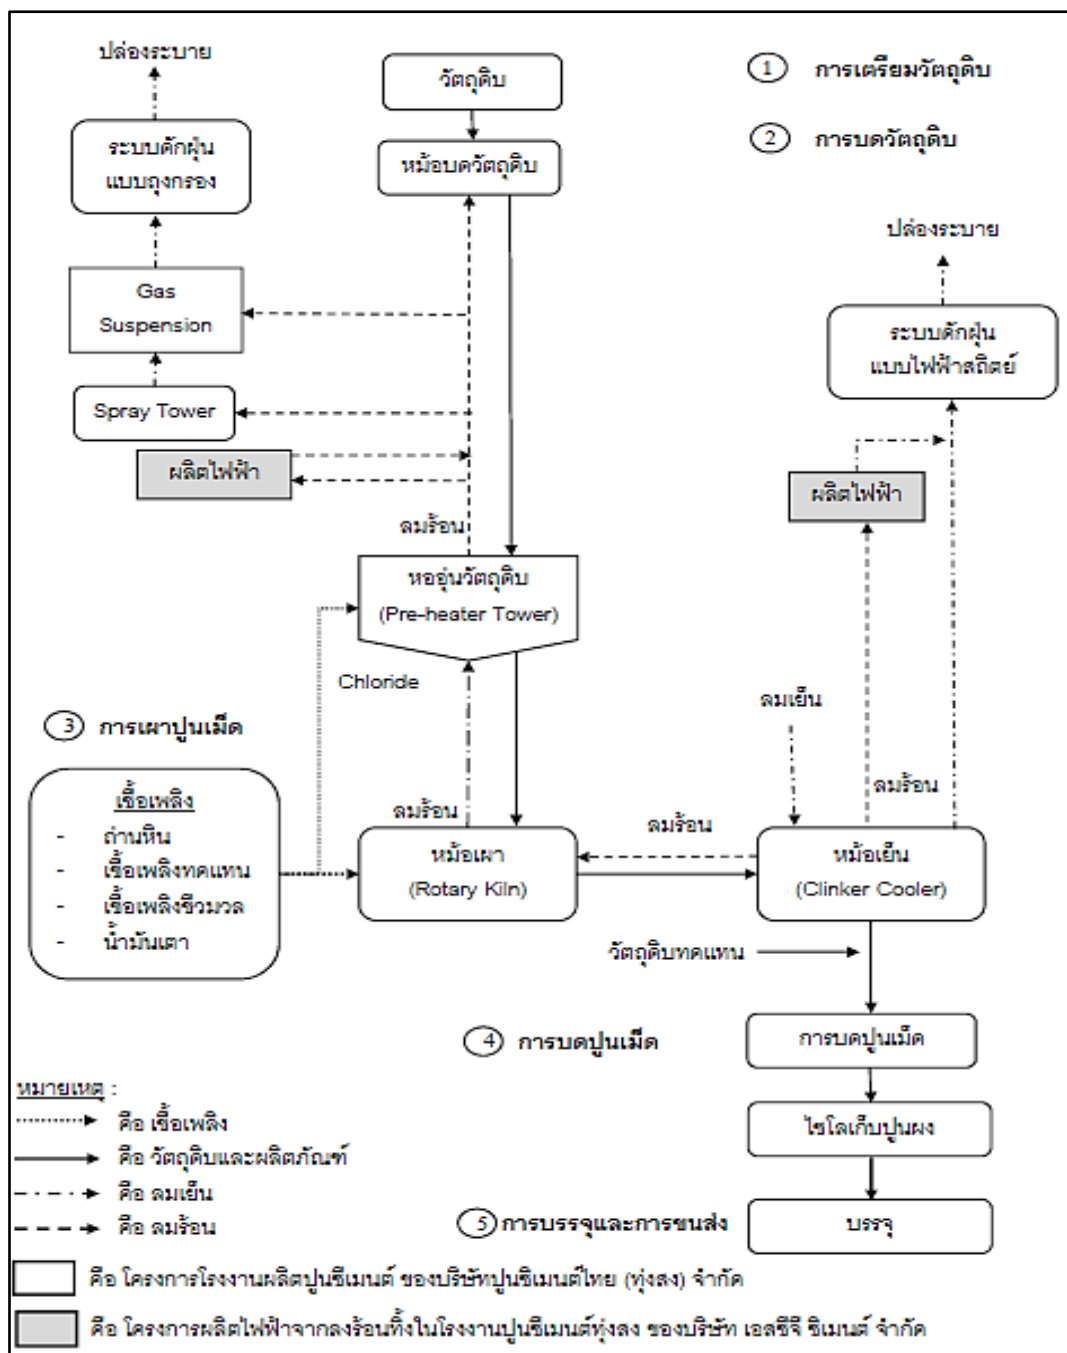 ปล่องระบาย
วัตถุดิบ
① การเตรียมวัตถุดิบ
ระบบดักฝุ่น
แบบถุงกรอง
หม้อบดวัตถุดิบ
② การบดวัตถุดิบ
ปล่องระบาย
Gas
Suspension
ระบบดักฝุ่น
แบบไฟฟ้าสถิตย์
Spray Tower
ผลิตไฟฟ้า
ผลิตไฟฟ้า
ลมร้อน
หออุ่นวัตถุดิบ
(Pre-heater Tower)
Chloride
ลมเย็น
③ การเผาปูนเม็ด
ลมร้อน
เชื้อเพลิง
- ถ่านหิน
- เชื้อเพลิงทดแทน
- เชื้อเพลิงชีวมวล
- น้ำมันเตา
ลมร้อน
หม้อเผา
(Rotary Kiln)
ลมร้อน
หม้อเย็น
(Clinker Cooler)
วัตถุดิบทดแทน
④ การบดปูนเม็ด
การบดปูนเม็ด
ไซโลเก็บปูนผง
⑤ การบรรจุและการขนส่ง
บรรจุ
หมายเหตุ :
คือ เชื้อเพลิง
คือ วัตถุดิบและผลิตภัณฑ์
คือ ลมเย็น
คือ ลมร้อน
คือ โครงการโรงงานผลิตปูนซีเมนต์ ของบริษัทปูนซิเมนต์ไทย (ทุ่งสง) จำกัด
คือ โครงการผลิตไฟฟ้าจากลงร้อนทิ้งในโรงงานปูนซีเมนต์ทุ่งสง ของบริษัท เอสซีจี ซิเมนต์ จำกัด